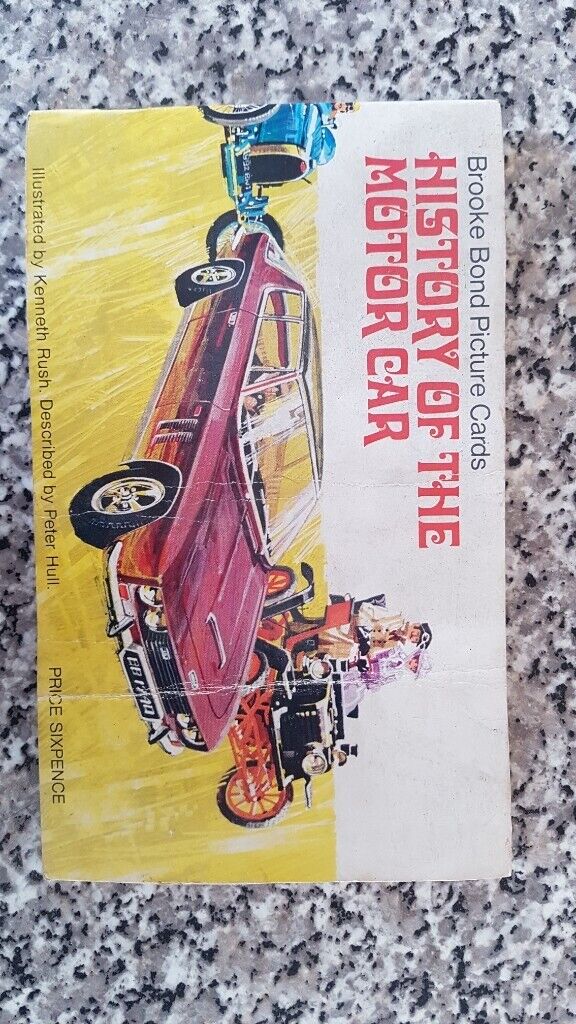 Brooke Bond Picture Cards
HISTORY OF THE
MOTOR CAR
Illustrated by Kenneth Rush. Described by Peter Hull.
PRICE SIXPENCE